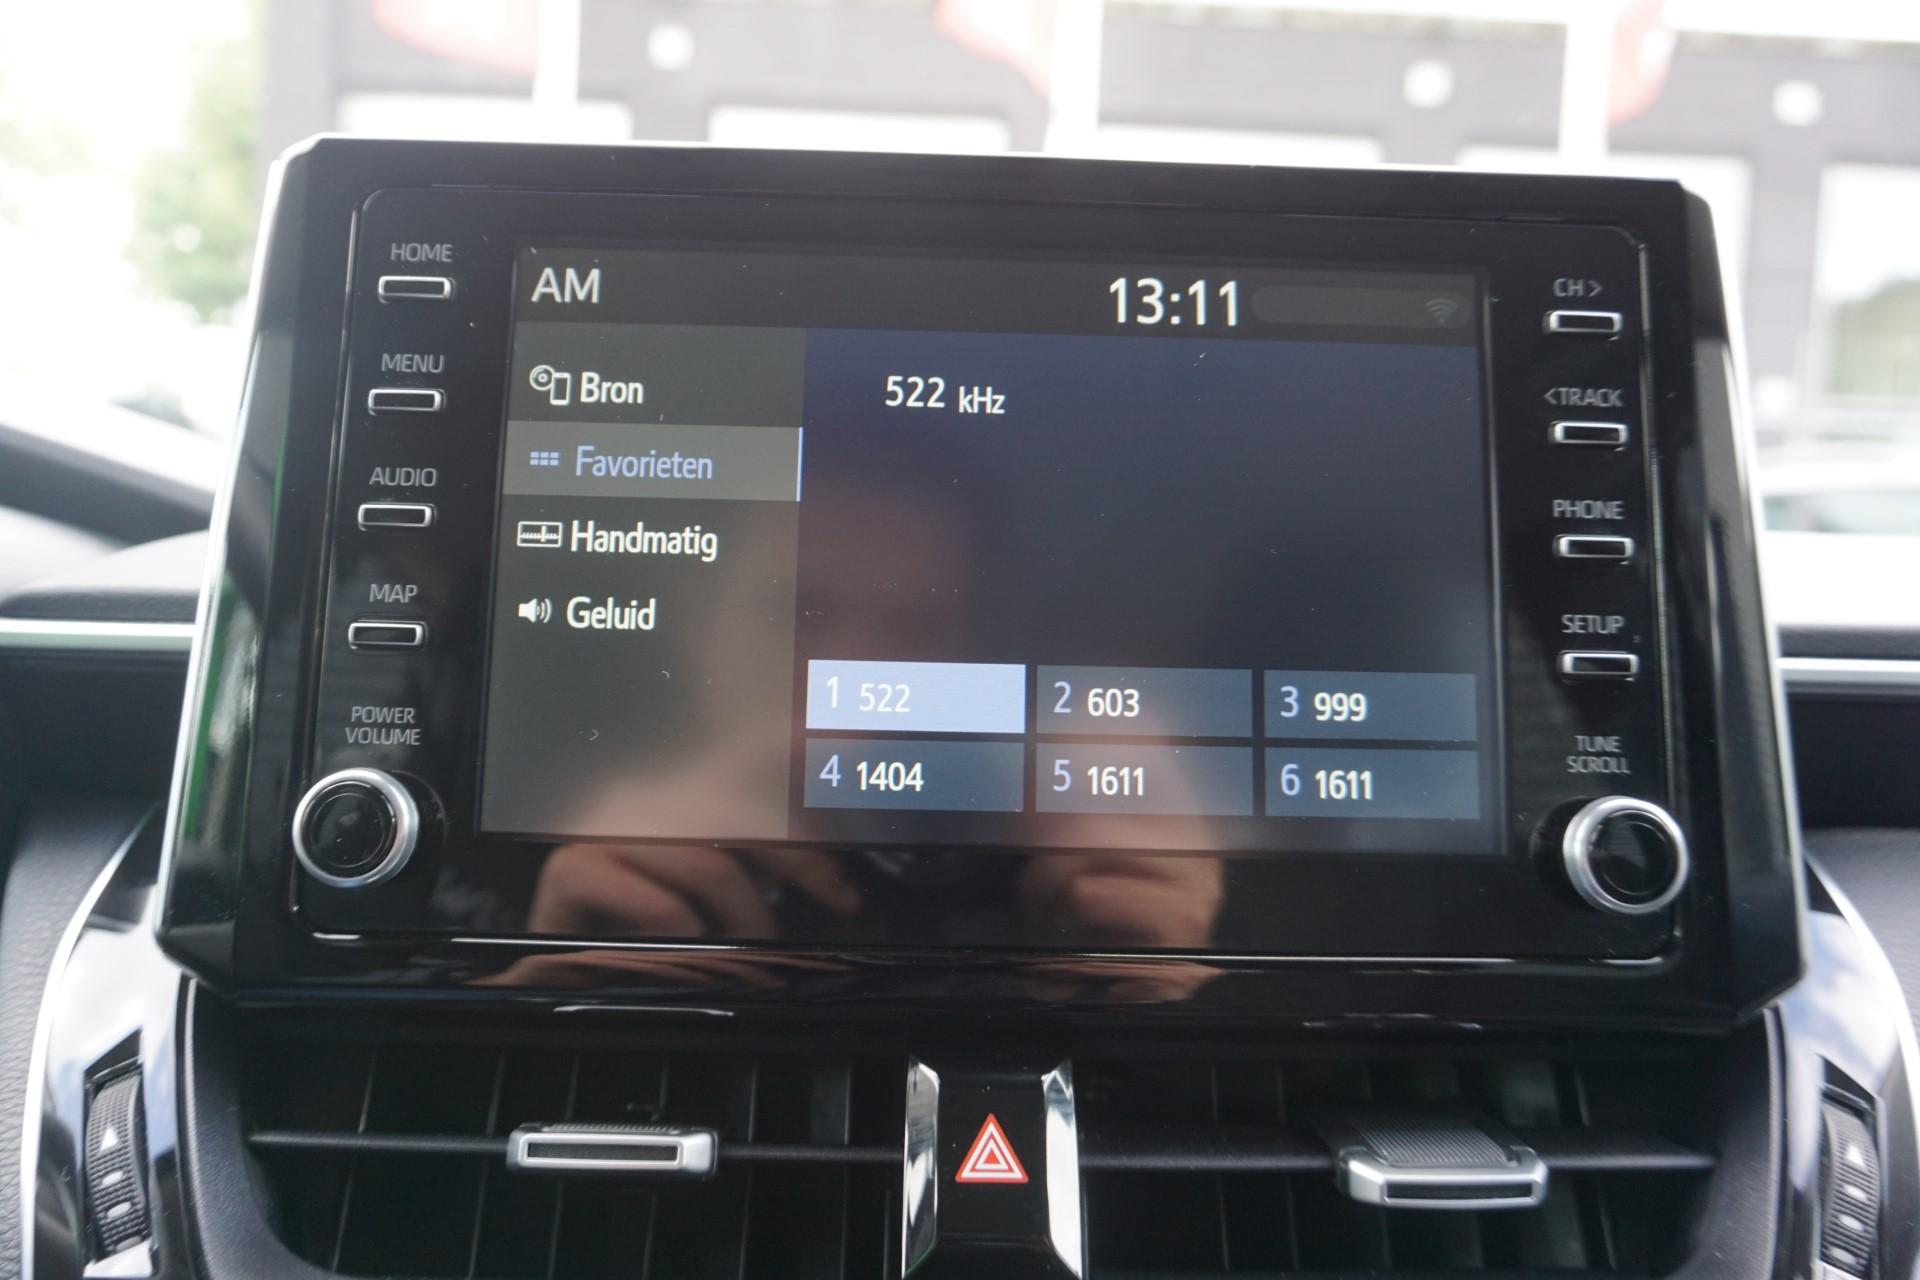 HOME
MENU
AUDIO
MAP
POWER
VOLUME
AM
13:11
Bron
Favorieten
Handmatig
Geluid
522 kHz
1 522
2 603
3 999
4 1404
5 1611
6 1611
CH >
<TRACK
PHONE
SETUP
TUNE
SCROLL